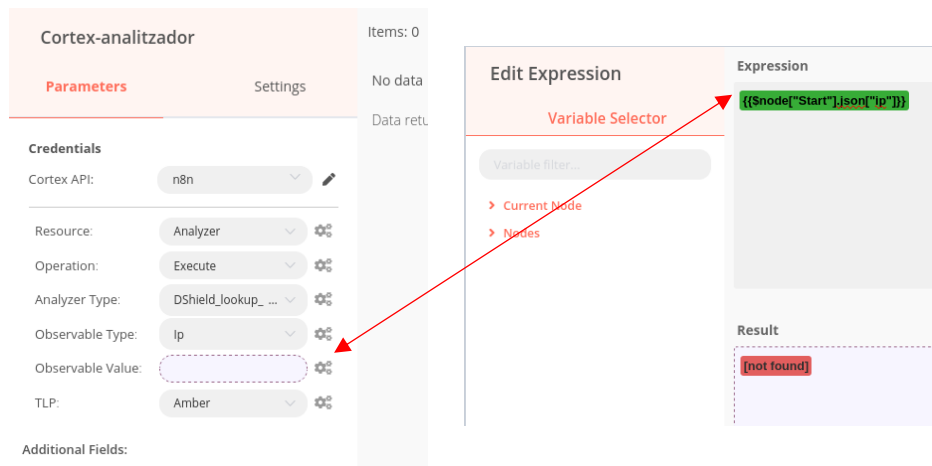 Cortex-analitzador
Parameters
Settings
Credentials
Cortex API:
n8n
Resource:
Analyzer
Operation:
Execute
Analyzer Type:
DShield_lookup_ ...
Observable Type:
Ip
Observable Value:
TLP:
Amber
Additional Fields:
Items: 0
No data
Data retu
Edit Expression
Variable Selector
Variable filter...
Current Node
Nodes
Expression
{{$node["Start"].json["ip"]}}
Result
[not found]